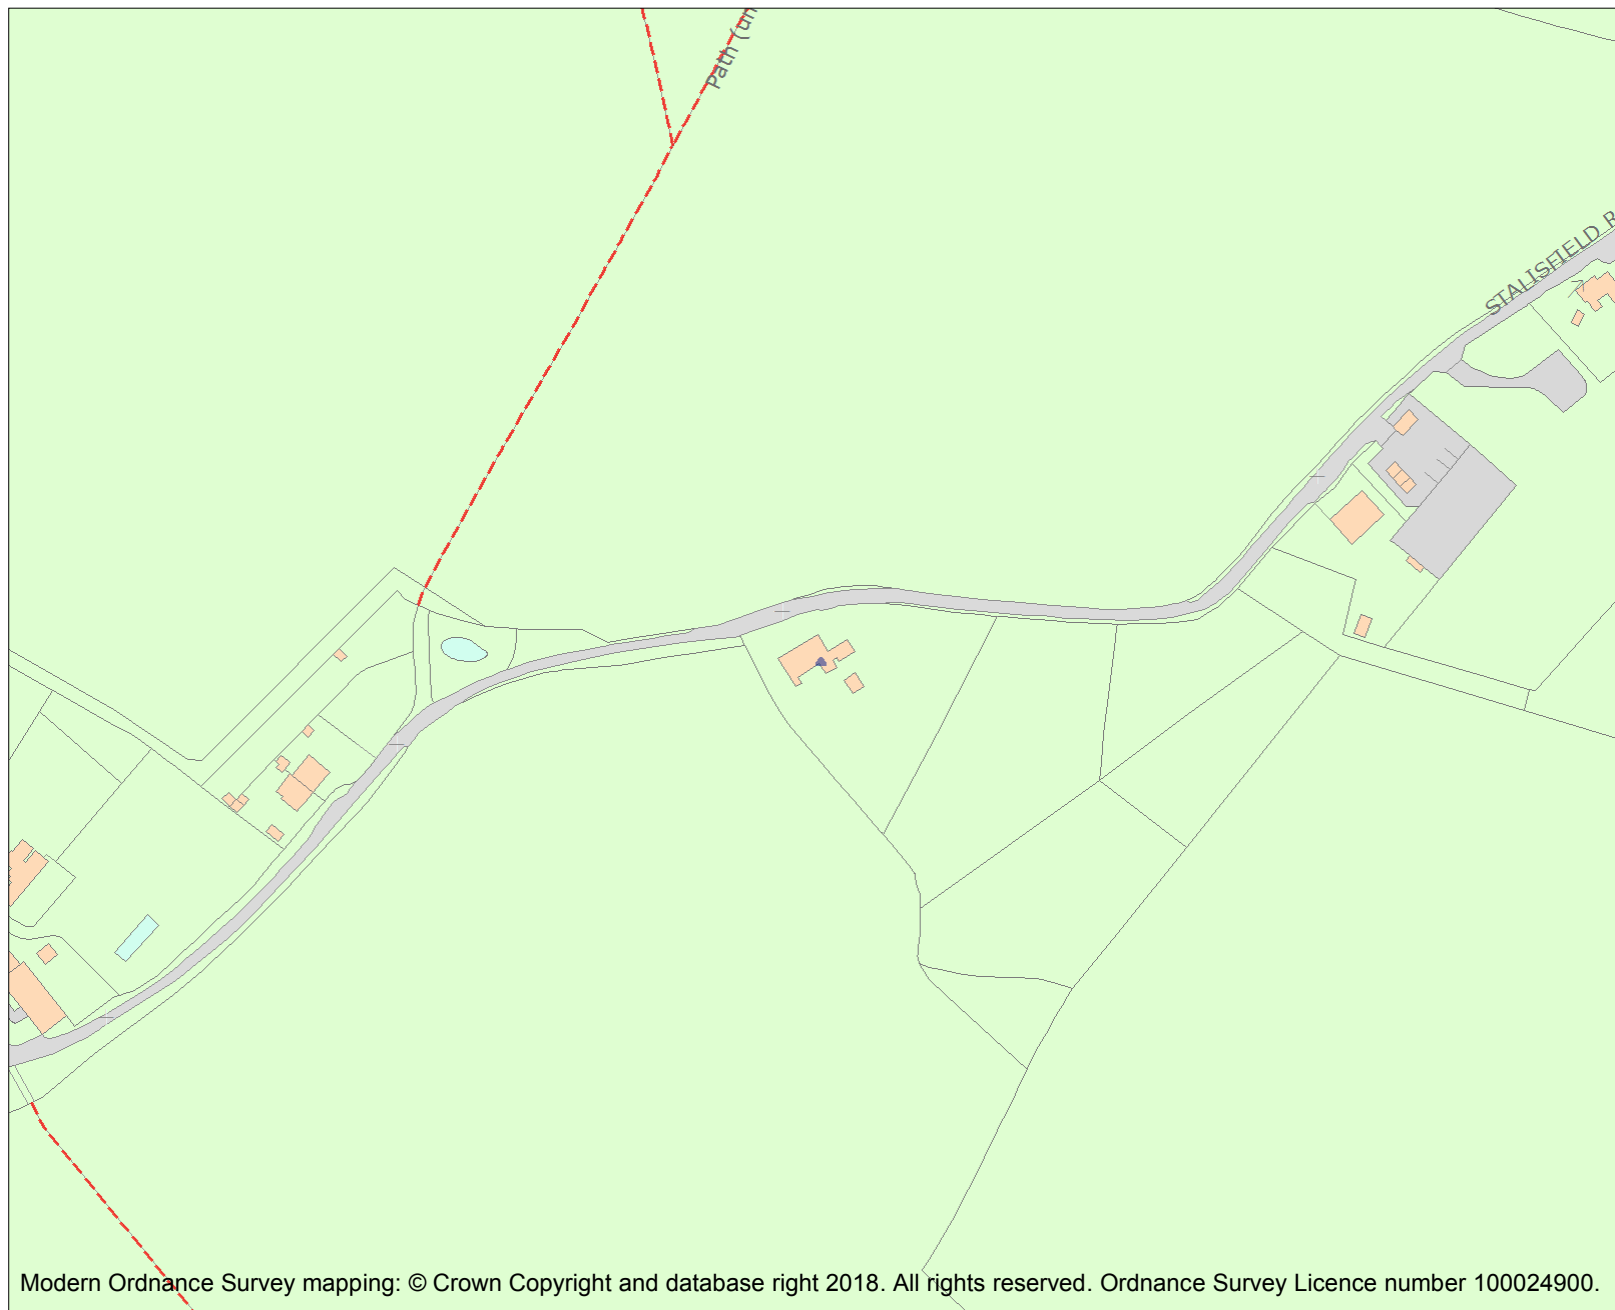 Path (un
STALISFIELD R
Modern Ordnance Survey mapping: © Crown Copyright and database right 2018. All rights reserved. Ordnance Survey Licence number 100024900.